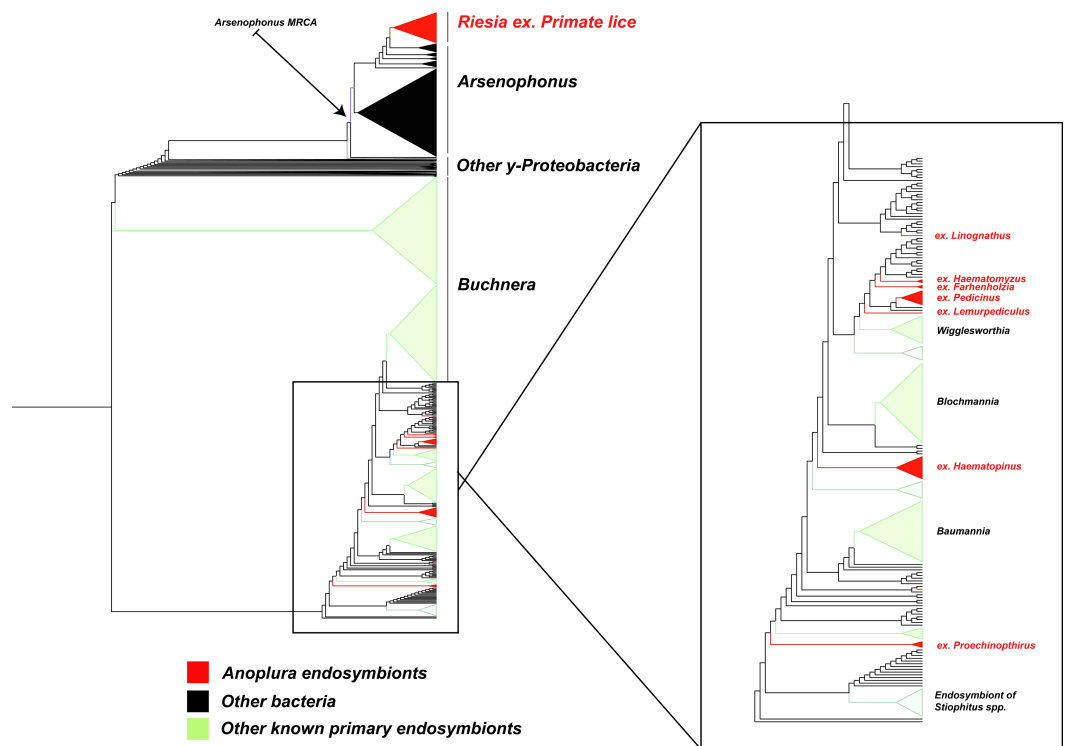 Arsenophonus MRCA
Riesia ex. Primate lice
Arsenophonus
Other y-Proteobacteria
Buchnera
Anoplura endosymbionts
Other bacteria
Other known primary endosymbionts
ex. Linognathus
ex. Haematomyzus
ex. Farhenholzia
ex. Pedicinus
ex. Lemurpediculus
Wigglesworthia
Blochmannia
ex. Haematopinus
Baumannia
ex. Proechinopthirus
Endosymbiont of
Stiophitus spp.